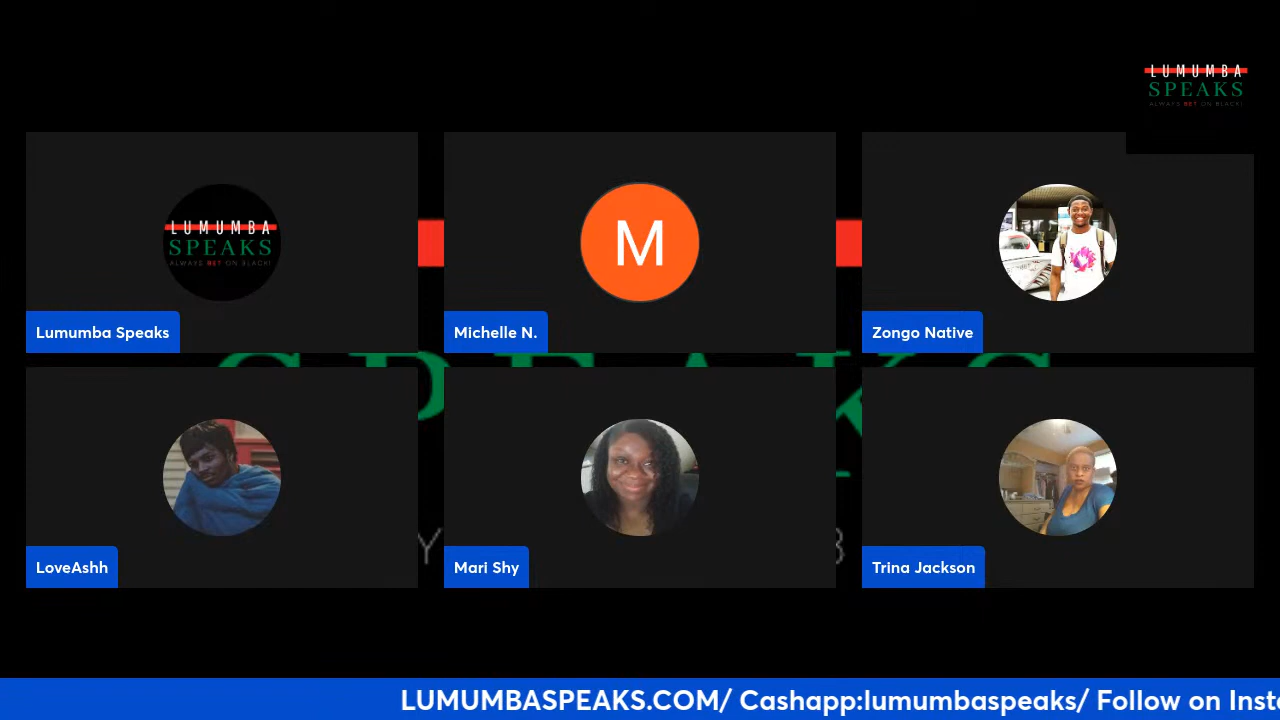 LUMUMBA
SPEAKS
ALWAYS BET ON BLACK!
LUMUMBA
SPEAKS
ALWAYS BET ON BLACK!
M
Lumumba Speaks
Michelle N.
Zongo Native
SPEAKS
Y
LoveAshh
Mari Shy
Trina Jackson
LUMUMBASPEAKS.COM/ Cashapp:lumumbaspeaks/ Follow on Inst